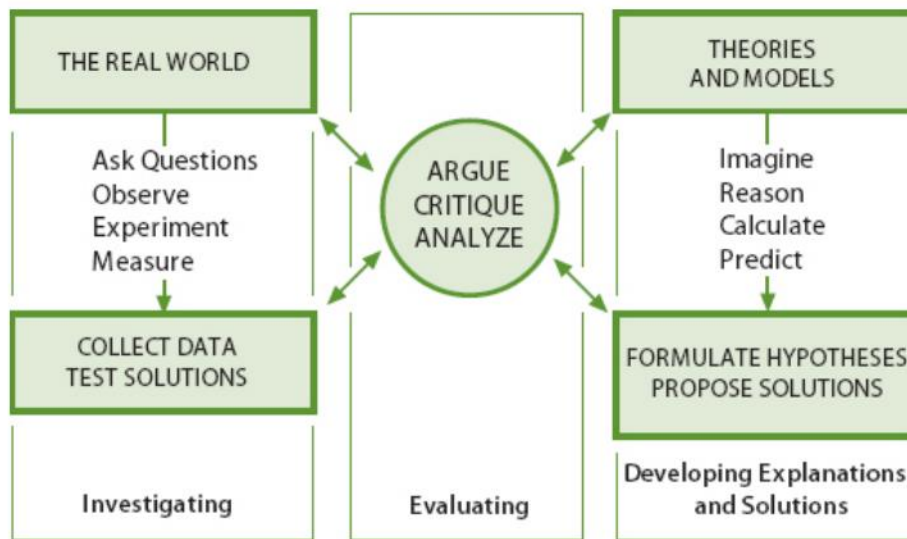 THE REAL WORLD
Ask Questions
Observe
Experiment
Measure
COLLECT DATA
TEST SOLUTIONS
Investigating
ARGUE
CRITIQUE
ANALYZE
Evaluating
THEORIES
AND MODELS
Imagine
Reason
Calculate
Predict
FORMULATE HYPOTHESES
PROPOSE SOLUTIONS
Developing Explanations
and Solutions